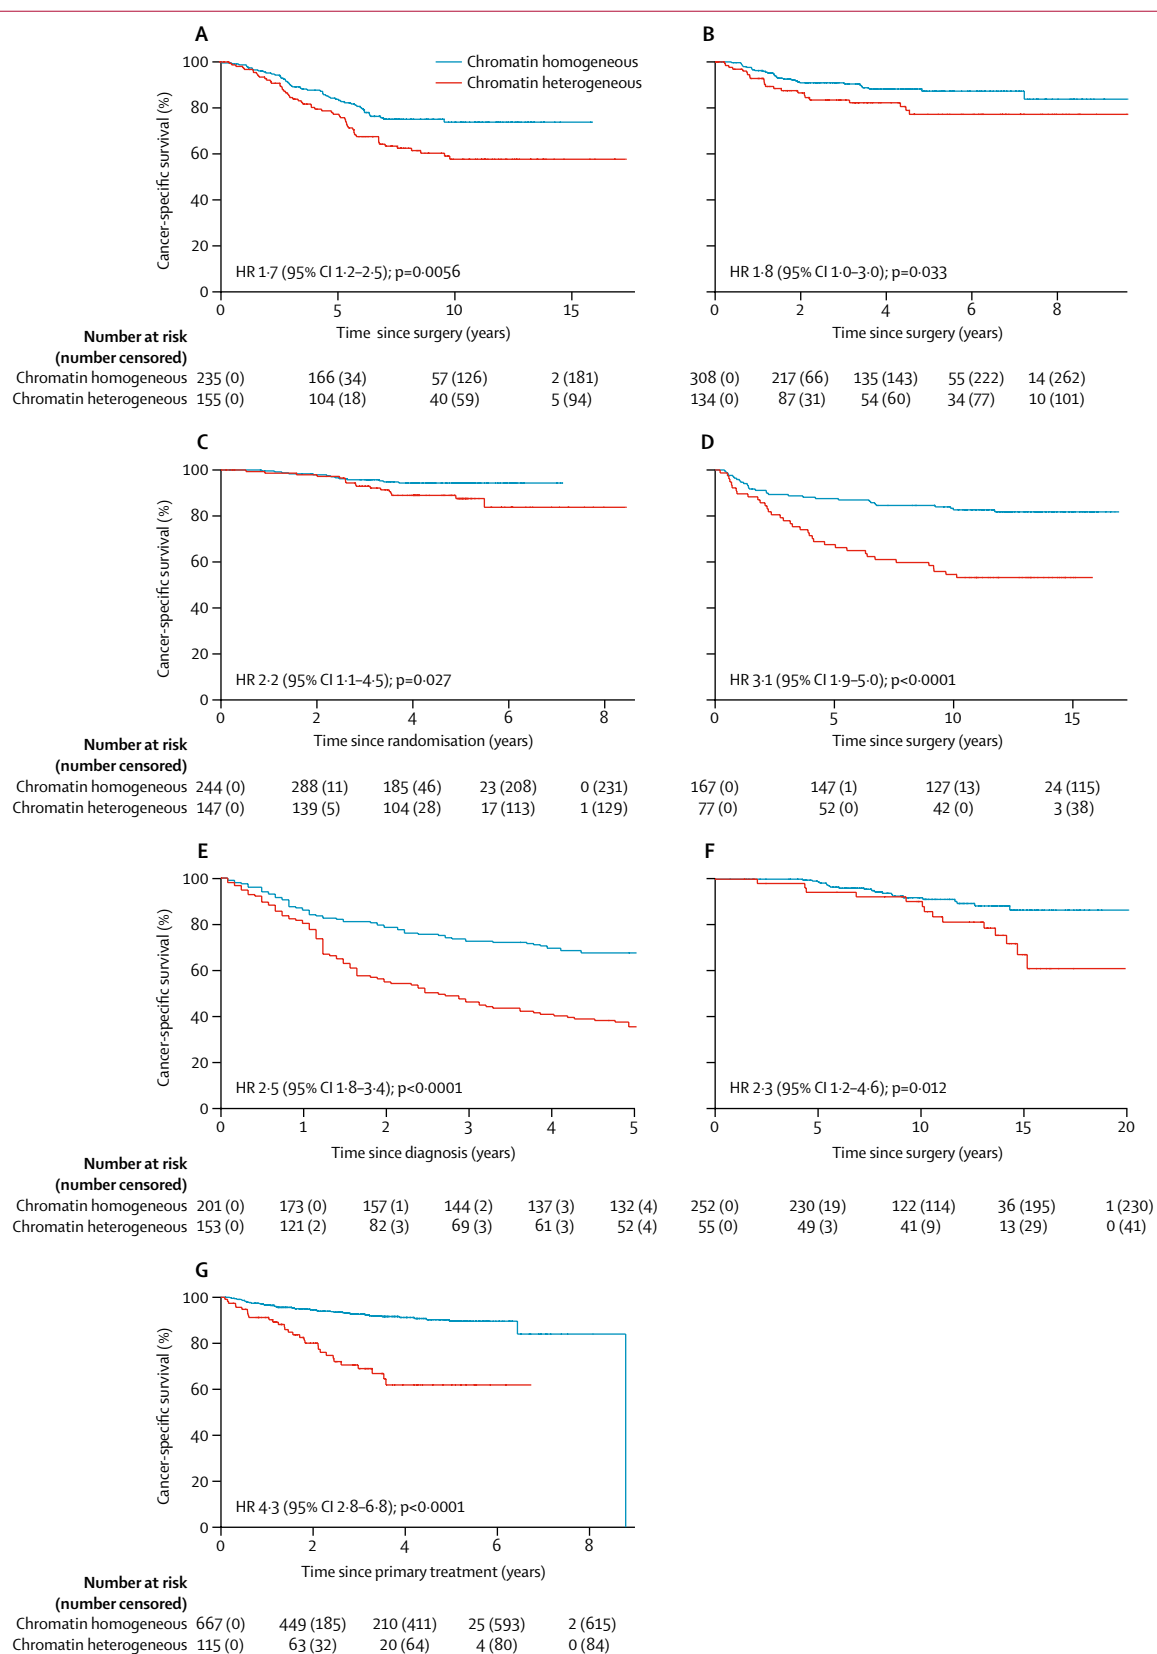 A
100
80
60
40
20
0
Cancer-specific survival (%)
Chromatin homogeneous
Chromatin heterogeneous
HR 1·7 (95% CI 1·2–2·5); p=0·0056
0 5 10 15
Time since surgery (years)
B
HR 1·8 (95% CI 1·0–3·0); p=0·033
0 2 4 6 8
Time since surgery (years)
Number at risk
(number censored)
Chromatin homogeneous 235 (0) 166 (34) 57 (126) 2 (181) 308 (0) 217 (66) 135 (143) 55 (222) 14 (262)
Chromatin heterogeneous 155 (0) 104 (18) 40 (59) 5 (94) 134 (0) 87 (31) 54 (60) 34 (77) 10 (101)
C
100
80
60
40
20
0
Cancer-specific survival (%)
HR 2·2 (95% CI 1·1–4·5); p=0·027
0 2 4 6 8
Time since randomisation (years)
D
HR 3·1 (95% CI 1·9–5·0); p<0·0001
0 5 10 15
Time since surgery (years)
Number at risk
(number censored)
Chromatin homogeneous 244 (0) 288 (11) 185 (46) 23 (208) 0 (231) 167 (0) 147 (1) 127 (13) 24 (115)
Chromatin heterogeneous 147 (0) 139 (5) 104 (28) 17 (113) 1 (129) 77 (0) 52 (0) 42 (0) 3 (38)
E
100
80
60
40
20
0
Cancer-specific survival (%)
HR 2·5 (95% CI 1·8–3·4); p<0·0001
0 1 2 3 4 5
Time since diagnosis (years)
F
HR 2·3 (95% CI 1·2–4·6); p=0·012
0 5 10 15 20
Time since surgery (years)
Number at risk
(number censored)
Chromatin homogeneous 201 (0) 173 (0) 157 (1) 144 (2) 137 (3) 132 (4) 252 (0) 230 (19) 122 (114) 36 (195) 1 (230)
Chromatin heterogeneous 153 (0) 121 (2) 82 (3) 69 (3) 61 (3) 52 (4) 55 (0) 49 (3) 41 (9) 13 (29) 0 (41)
G
100
80
60
40
20
0
Cancer-specific survival (%)
HR 4·3 (95% CI 2·8–6·8); p<0·0001
0 2 4 6 8
Time since primary treatment (years)
Number at risk
(number censored)
Chromatin homogeneous 667 (0) 449 (185) 210 (411) 25 (593) 2 (615)
Chromatin heterogeneous 115 (0) 63 (32) 20 (64) 4 (80) 0 (84)